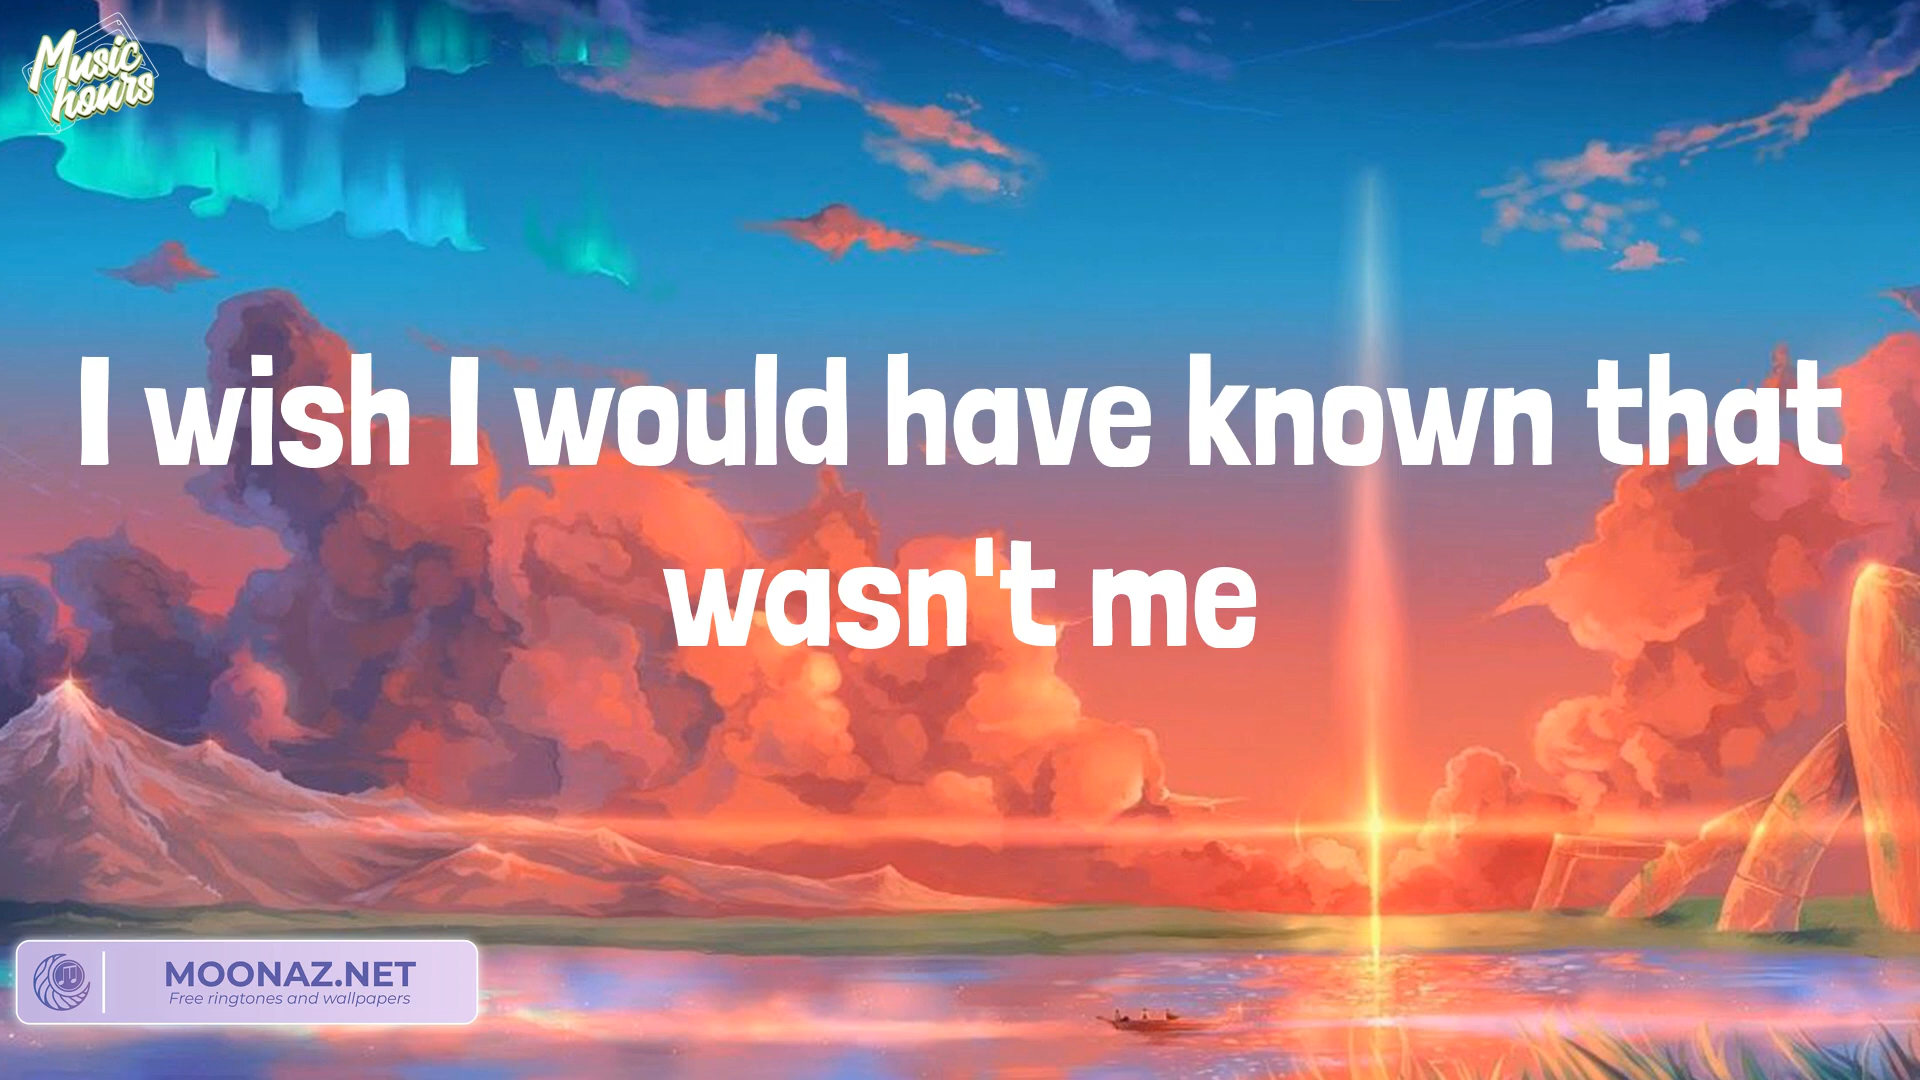 Music
hours
I wish I would have known that
wasn't me
MOONAZ.NET
Free ringtones and wallpapers